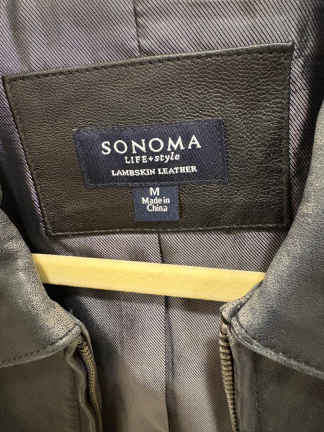 SONOMA
LIFE+style
LAMBSKIN LEATHER
M
Made in
China